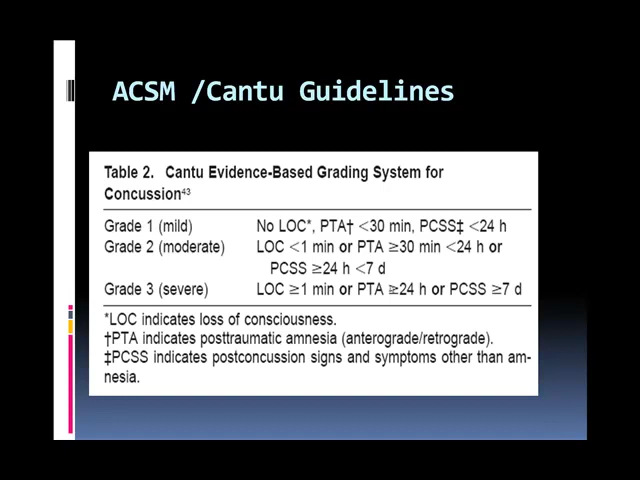 ACSM /Cantu Guidelines
Table 2. Cantu Evidence-Based Grading System for
Concussion43
Grade 1 (mild) No LOC*, PTA† <30 min, PCSS‡ <24 h
Grade 2 (moderate) LOC <1 min or PTA ≥30 min <24 h or
PCSS ≥24 h <7 d
Grade 3 (severe) LOC ≥1 min or PTA ≥24 h or PCSS ≥7 d
*LOC indicates loss of consciousness.
†PTA indicates posttraumatic amnesia (anterograde/retrograde).
‡PCSS indicates postconcussion signs and symptoms other than am-
nesia.